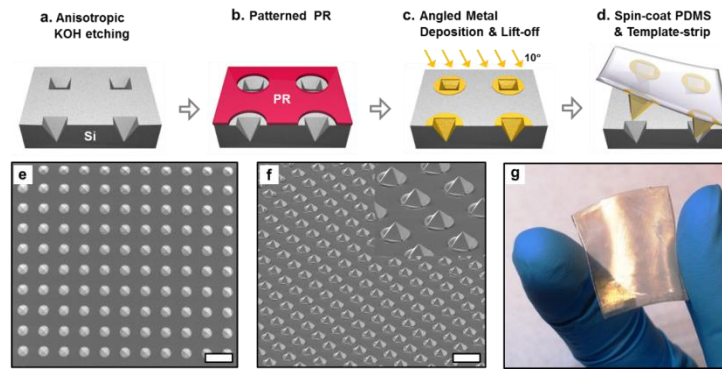 a. Anisotropic
KOH etching
b. Patterned PR
c. Angled Metal
Deposition & Lift-off
d. Spin-coat PDMS
& Template-strip
Si
PR
10°
e
f
g